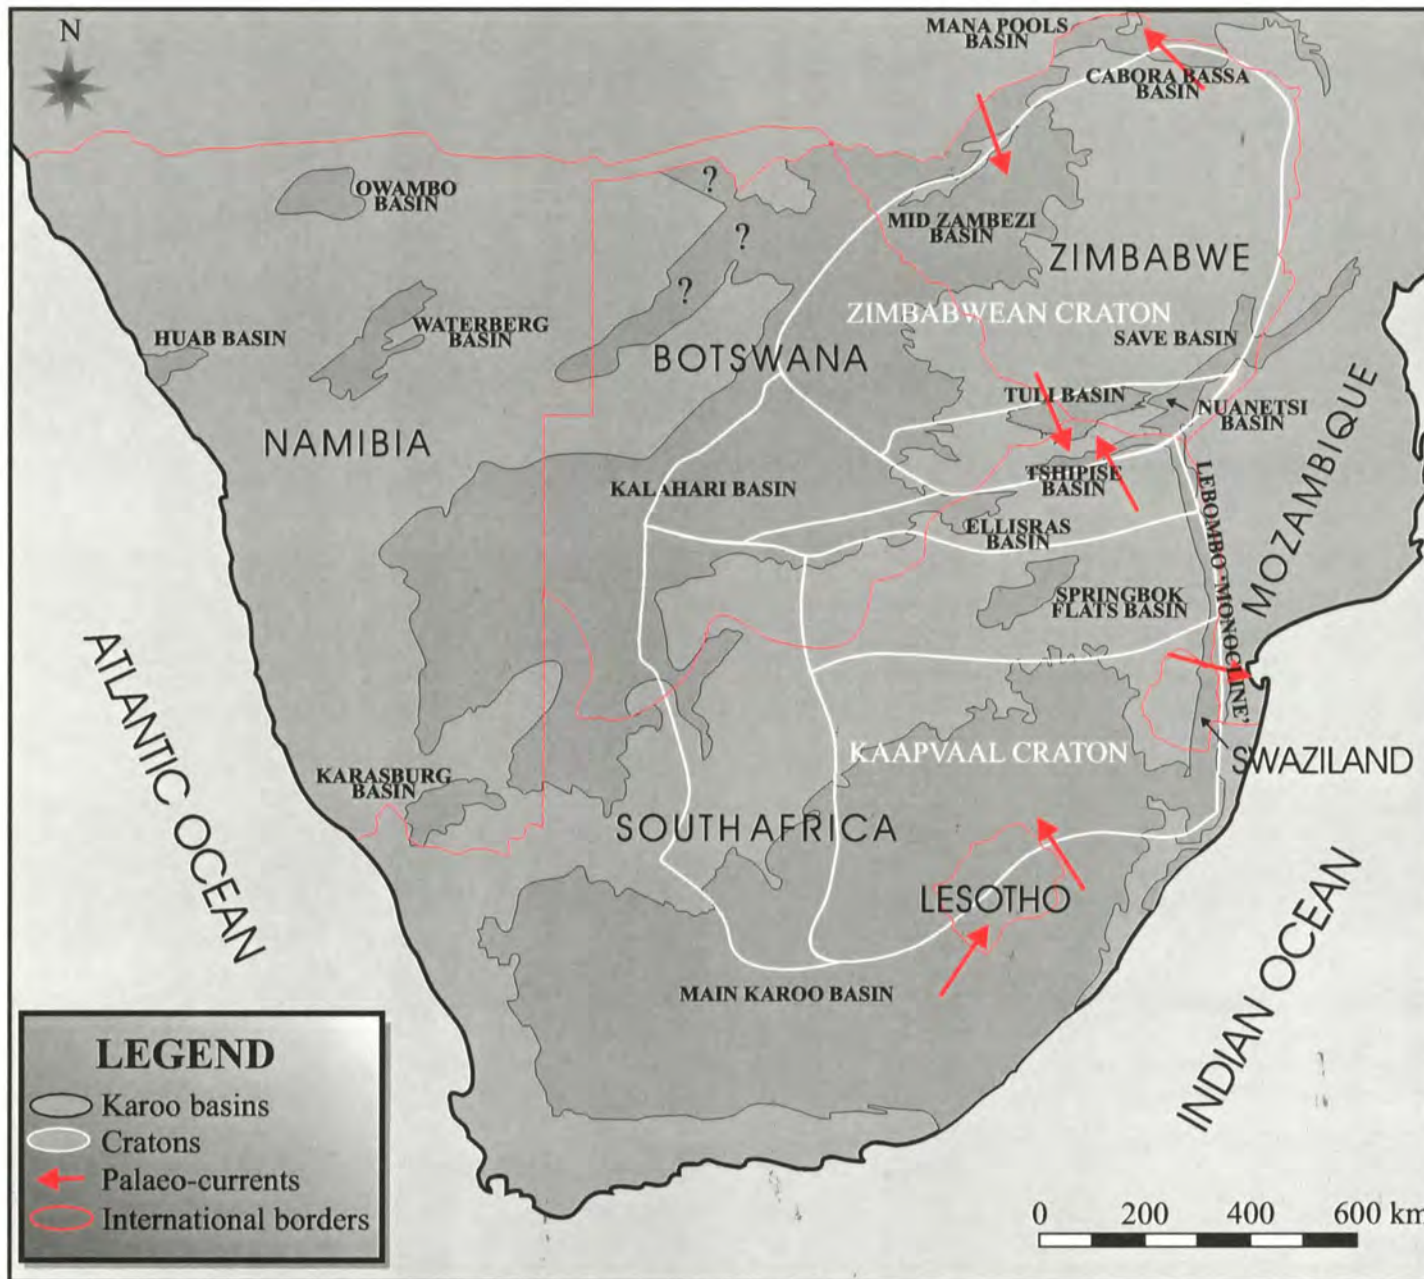 N
MANA POOLS
BASIN
CABORA BASSA
BASIN
OWAMBO
BASIN
?
?
?
MID ZAMBEZI
BASIN
ZIMBABWE
ZIMBABWEAN CRATON
HUAB BASIN
WATERBERG
BASIN
BOTSWANA
SAVE BASIN
TULI BASIN
NUANETSI
BASIN
NAMIBIA
MOZAMBIQUE
KALAHARI BASIN
TSHIPISE
BASIN
LEBOMBO 'MONOCLINE'
ELLISRAS
BASIN
SPRINGBOK
FLATS BASIN
ATLANTIC OCEAN
KAAPVAAL CRATON
SWAZILAND
KARASBURG
BASIN
SOUTH AFRICA
LESOTHO
MAIN KAROO BASIN
INDIAN OCEAN
LEGEND
Karoo basins
Cratons
Palaeo-currents
International borders
0 200 400 600 km